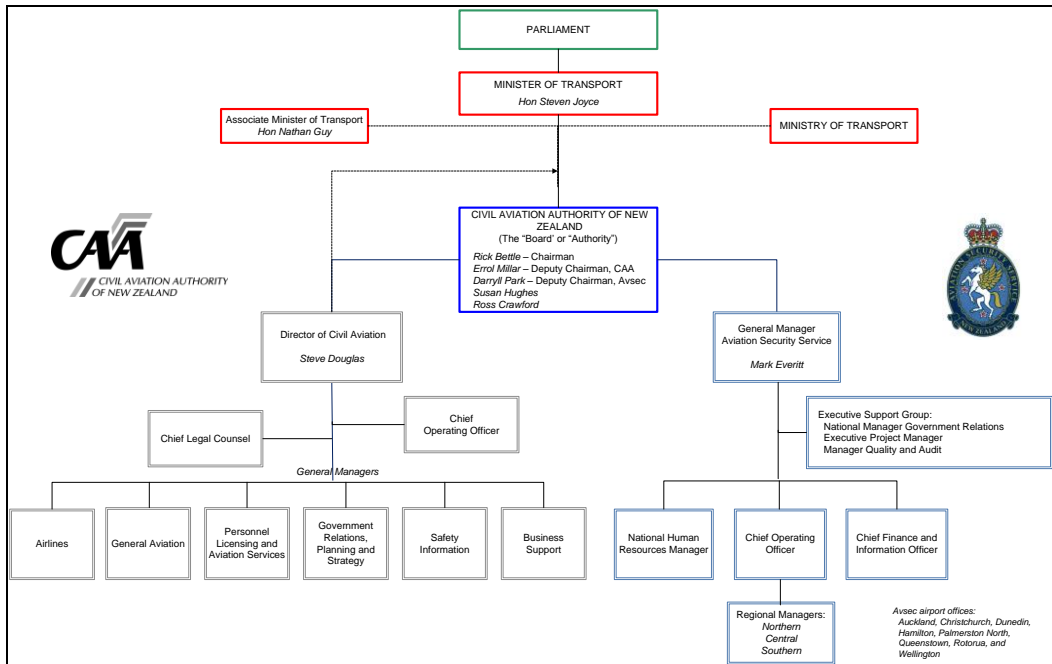 PARLIAMENT
MINISTER OF TRANSPORT
Hon Steven Joyce
Associate Minister of Transport
Hon Nathan Guy
MINISTRY OF TRANSPORT
CAA
CIVIL AVIATION AUTHORITY
OF NEW ZEALAND
CIVIL AVIATION AUTHORITY OF NEW
ZEALAND
(The “Board’ or “Authority”)
Rick Bettle – Chairman
Errol Millar – Deputy Chairman, CAA
Darryll Park – Deputy Chairman, Avsec
Susan Hughes
Ross Crawford
AVIATION SECURITY SERVICE
NEW ZEALAND
Director of Civil Aviation
Steve Douglas
General Manager
Aviation Security Service
Mark Everitt
Chief Legal Counsel
Chief
Operating Officer
Executive Support Group:
National Manager Government Relations
Executive Project Manager
Manager Quality and Audit
General Managers
Airlines
General Aviation
Personnel
Licensing and
Aviation Services
Government
Relations,
Planning and
Strategy
Safety
Information
Business
Support
National Human
Resources Manager
Chief Operating
Officer
Chief Finance and
Information Officer
Regional Managers:
Northern
Central
Southern
Avsec airport offices:
Auckland, Christchurch, Dunedin,
Hamilton, Palmerston North,
Queenstown, Rotorua, and
Wellington